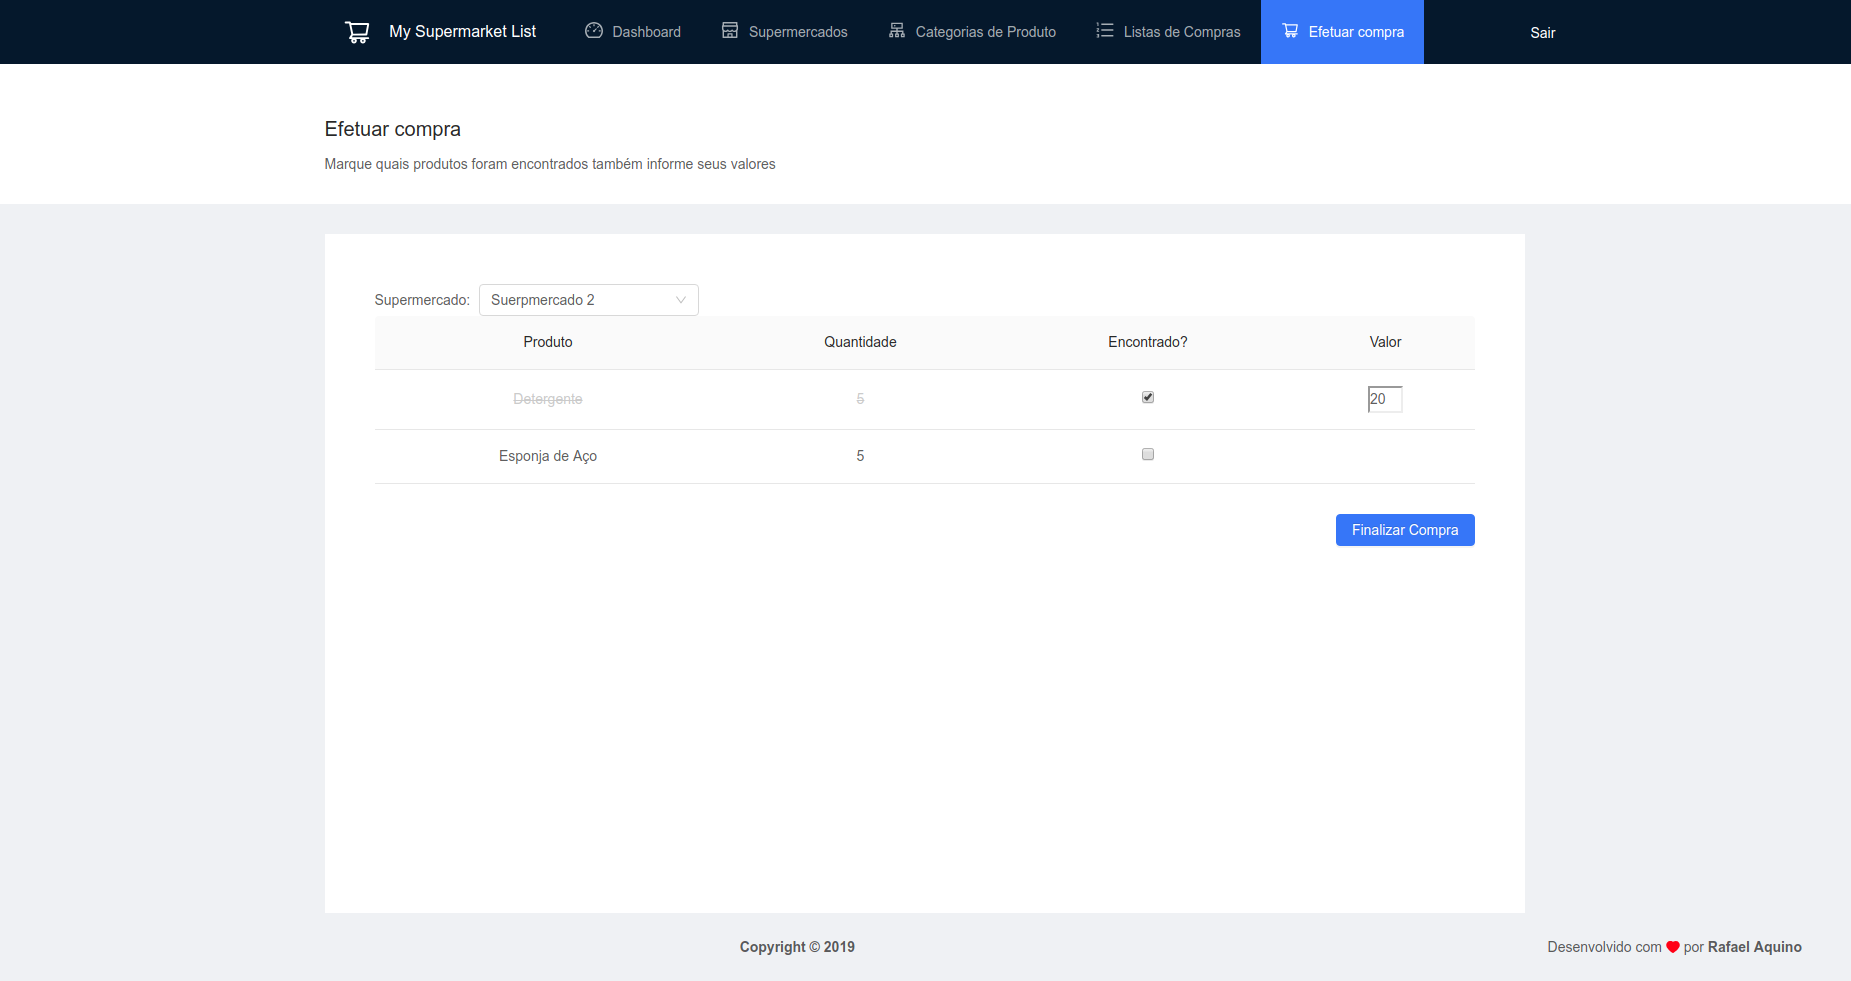 My Supermarket List Dashboard Supermercados Categorias de Produto Listas de Compras Efetuar compra Sair
Efetuar compra
Marque quais produtos foram encontrados também informe seus valores
Supermercado: Suerpmercado 2
Produto Quantidade Encontrado? Valor
Detergente 5 20
Esponja de Aço 5
Finalizar Compra
Copyright © 2019 Desenvolvido com ❤ por Rafael Aquino